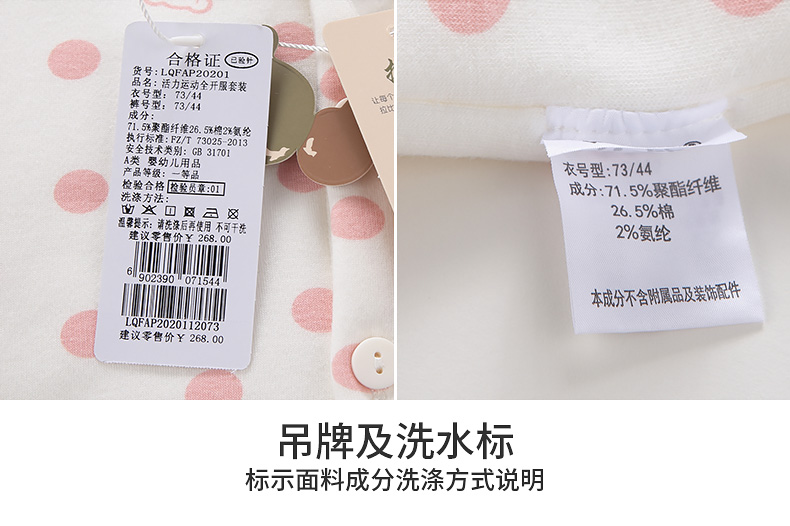 合格证 已验针
货号: LQFAP20201
品名: 活力运动全开服套装
衣号型: 73/44
裤号型: 73/44
成分:
71.5%聚酯纤维26.5%棉2%氨纶
执行标准: FZ/T 73025-2013
安全技术类别: GB 31701
A类 婴幼儿用品
产品等级: 一等品
检验合格 检验员章:01
洗涤方法:
温馨提示: 请洗涤后再使用 不可干洗
建议零售价￥ 268.00
6 902390 071544
LQFAP2020112073
建议零售价￥ 268.00
让每个
拉比
衣号型:73/44
成分:71.5%聚酯纤维
26.5%棉
2%氨纶
本成分不含附属品及装饰配件
吊牌及洗水标
标示面料成分洗涤方式说明